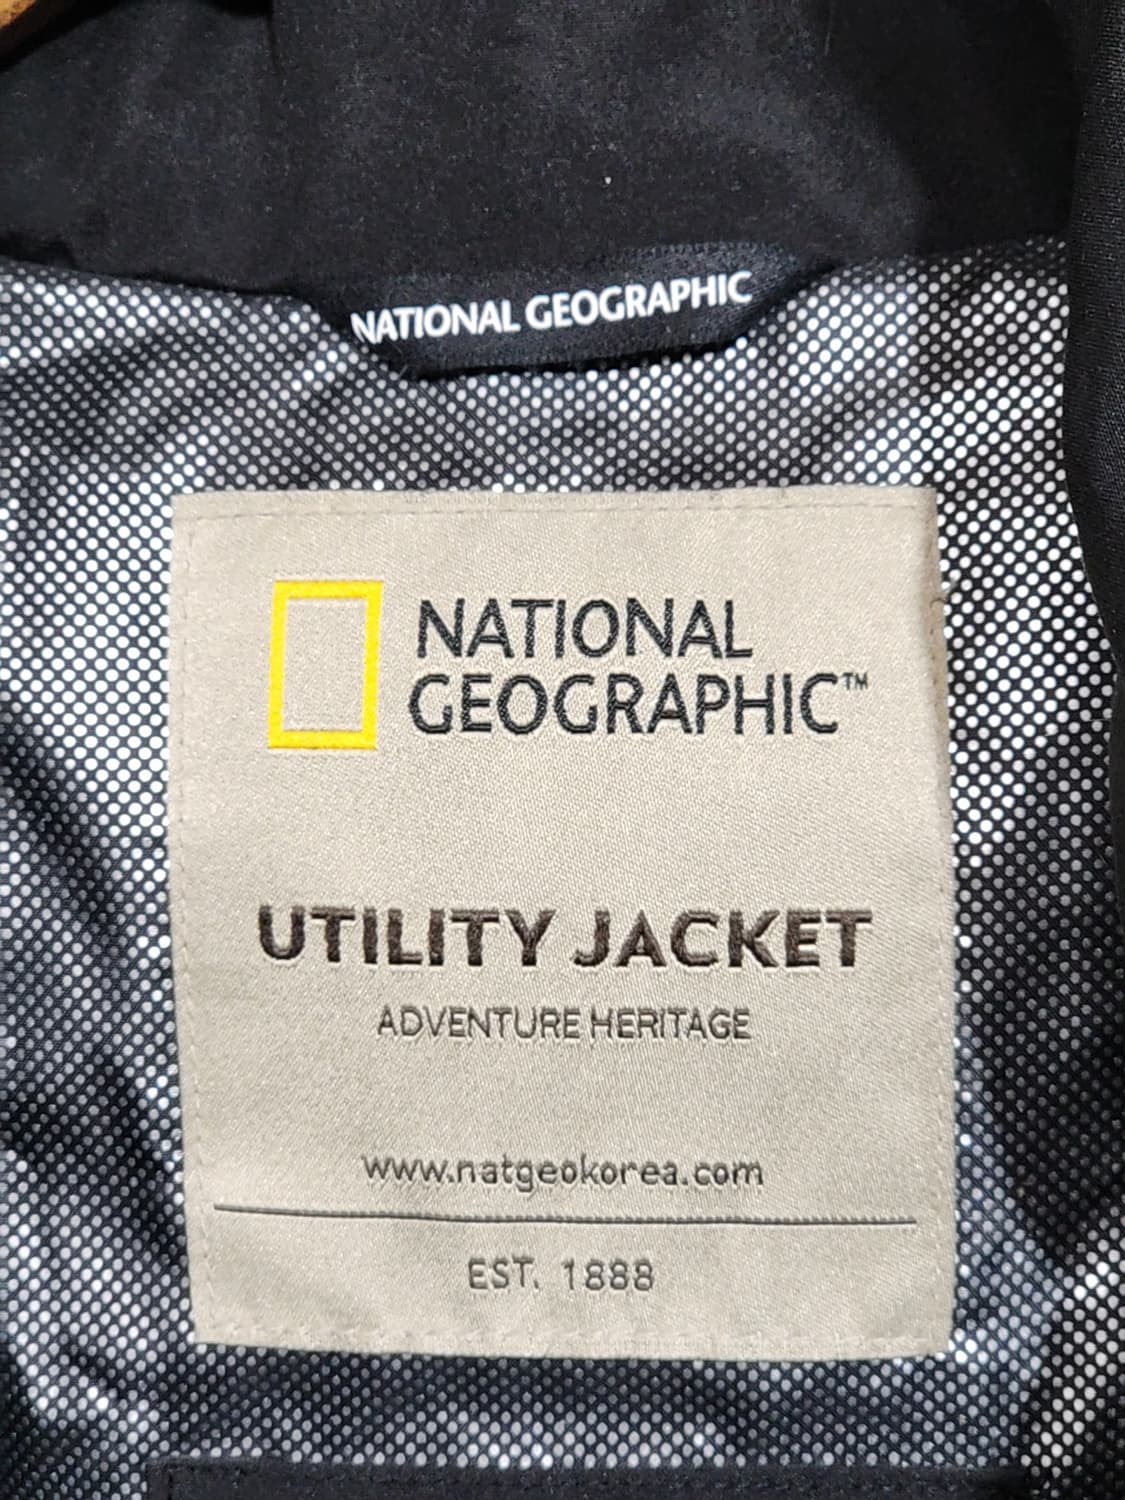 NATIONAL GEOGRAPHIC
NATIONAL
GEOGRAPHIC™
UTILITY JACKET
ADVENTURE HERITAGE
www.natgeokorea.com
EST. 1888